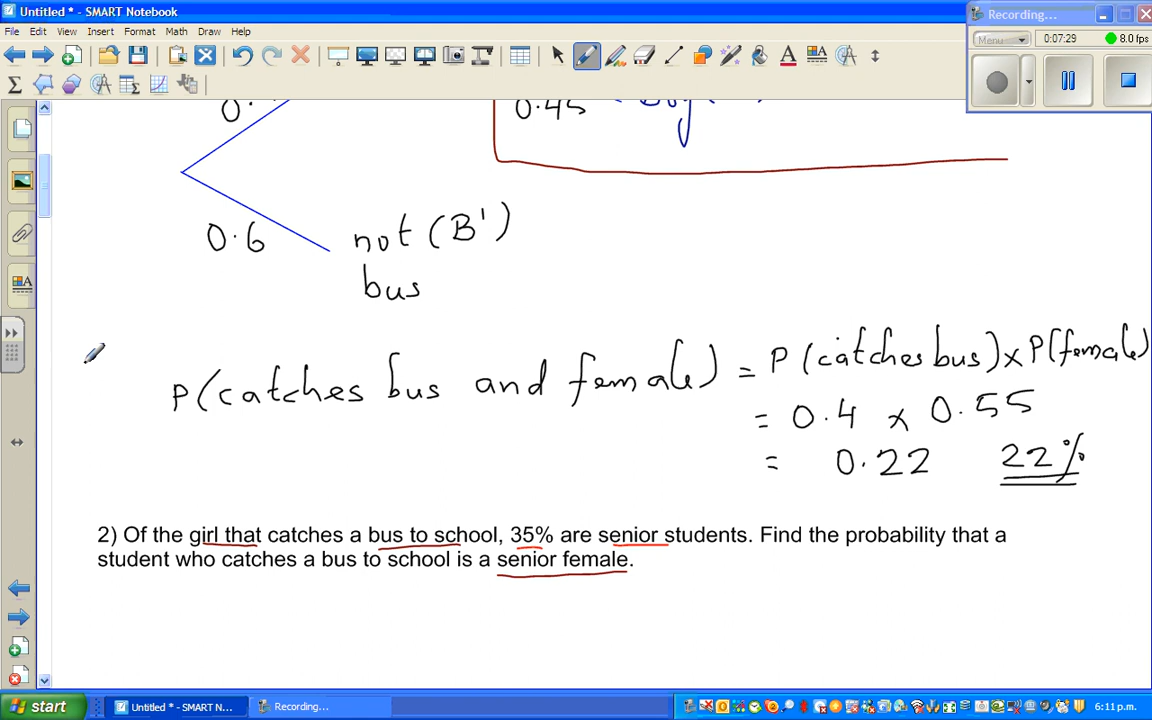 Untitled * - SMART Notebook
Recording...
File Edit View Insert Format Math Draw Help
Menu 0:07:29 8.0 fps
0.45
0.6 not (B')
bus
P(catches bus and female) = P(catches bus) x P(female)
= 0.4 x 0.55
= 0.22 22%
2) Of the girl that catches a bus to school, 35% are senior students. Find the probability that a
student who catches a bus to school is a senior female.
start Untitled * - SMART N... Recording... 6:11 p.m.